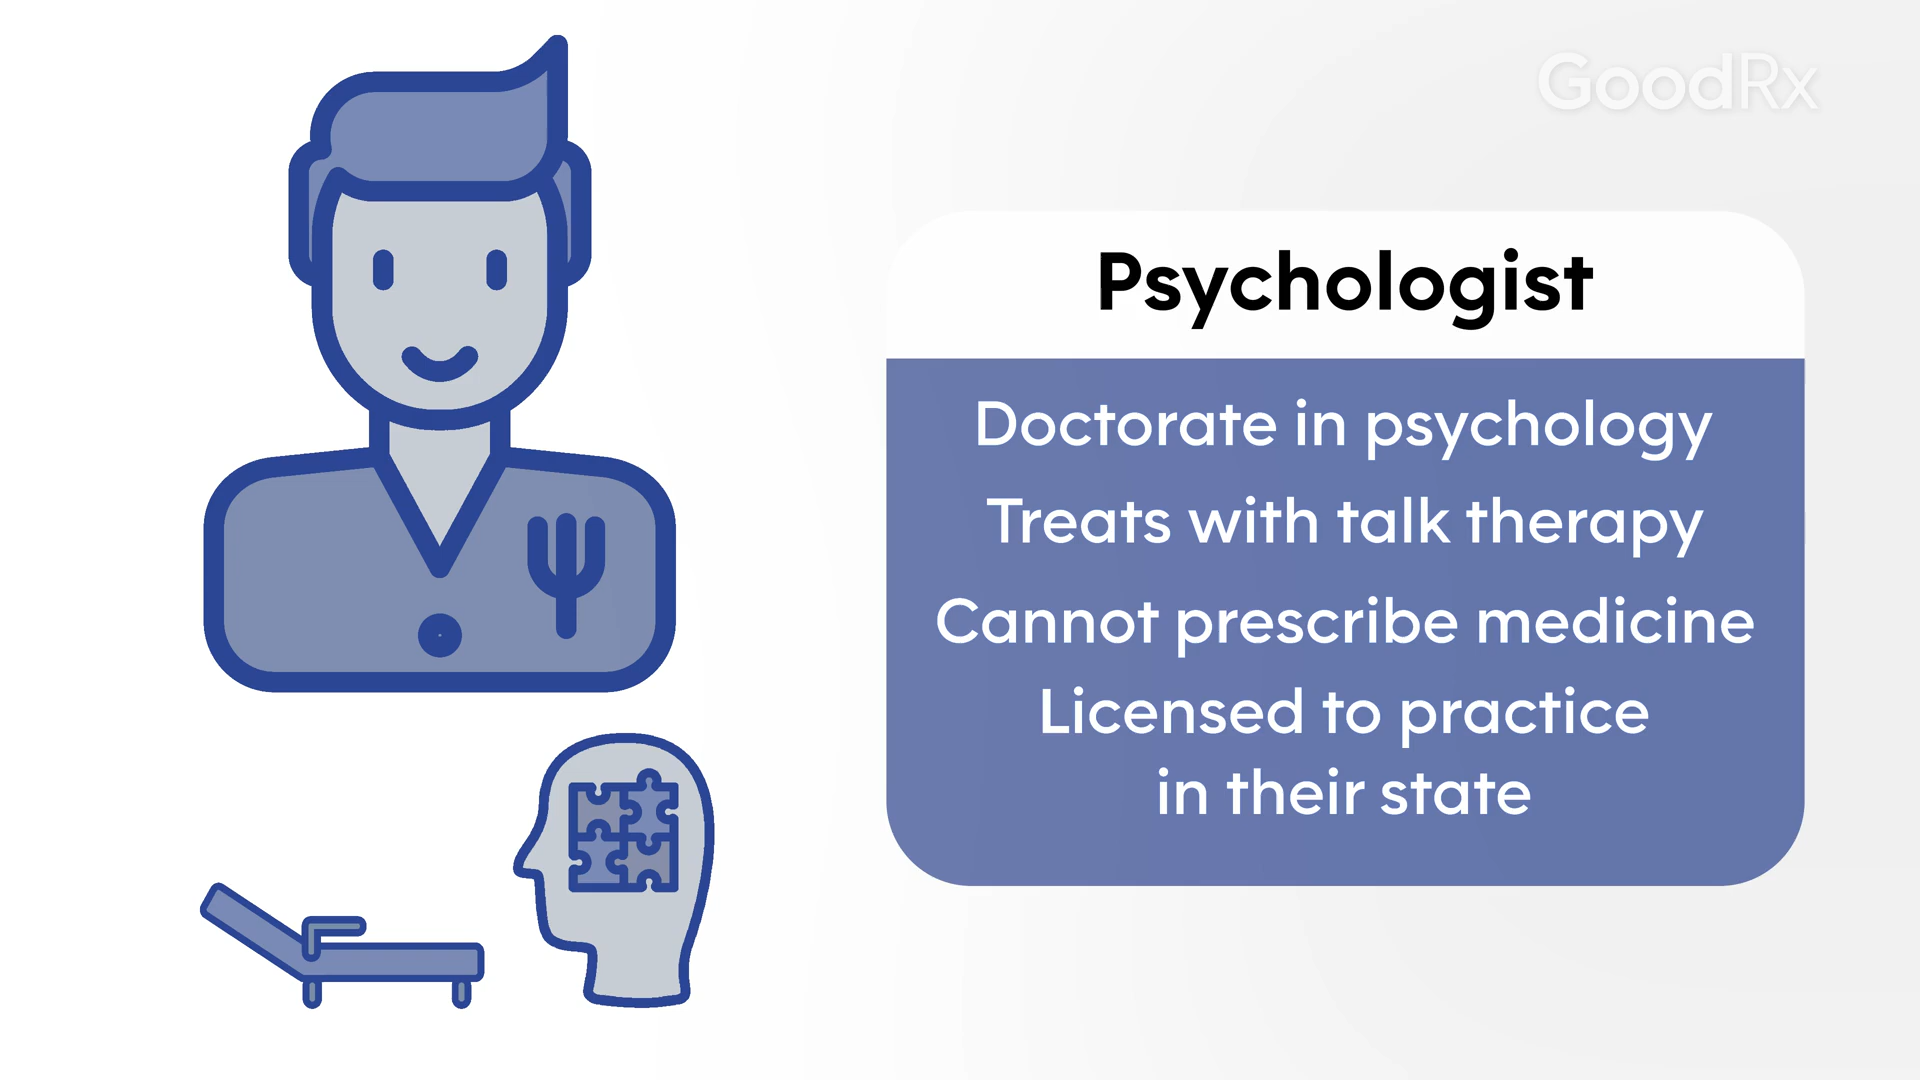 GoodRx
Psychologist
Doctorate in psychology
Treats with talk therapy
Cannot prescribe medicine
Licensed to practice
in their state